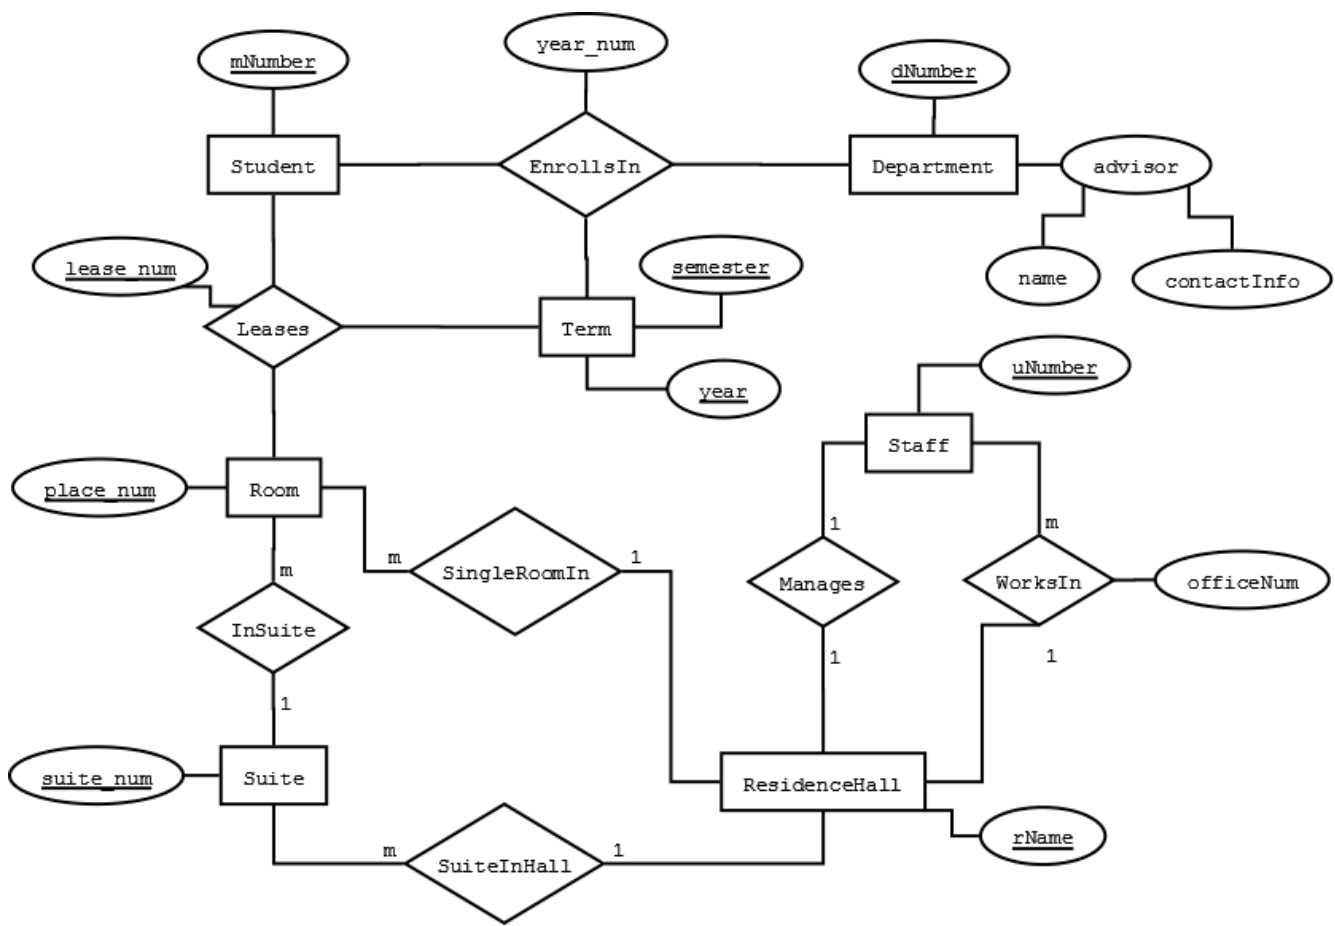 mNumber
year_num
dNumber
Student
EnrollsIn
Department
advisor
lease_num
semester
name
contactInfo
Leases
Term
uNumber
year
Staff
place_num
Room
m
SingleRoomIn
1
1
m
m
Manages
WorksIn
officeNum
InSuite
1
1
1
suite_num
Suite
ResidenceHall
rName
m
SuiteInHall
1